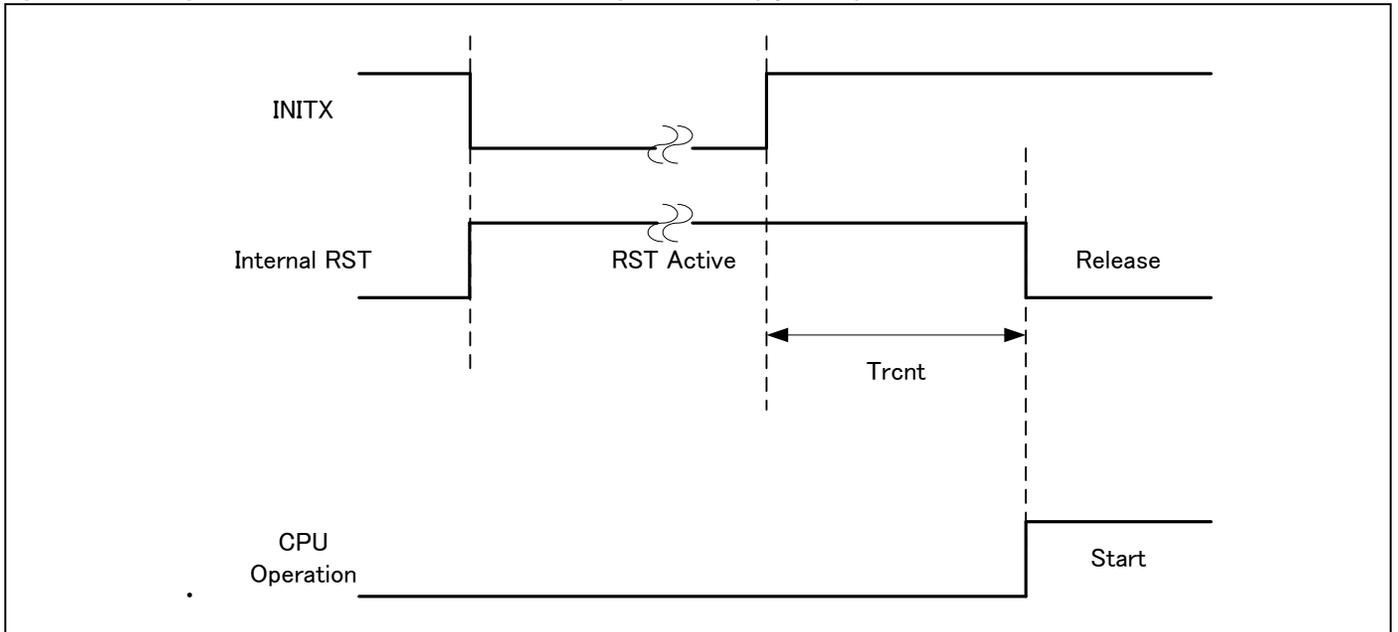 INITX
Internal RST
RST Active
Release
Trcnt
CPU
Operation
Start